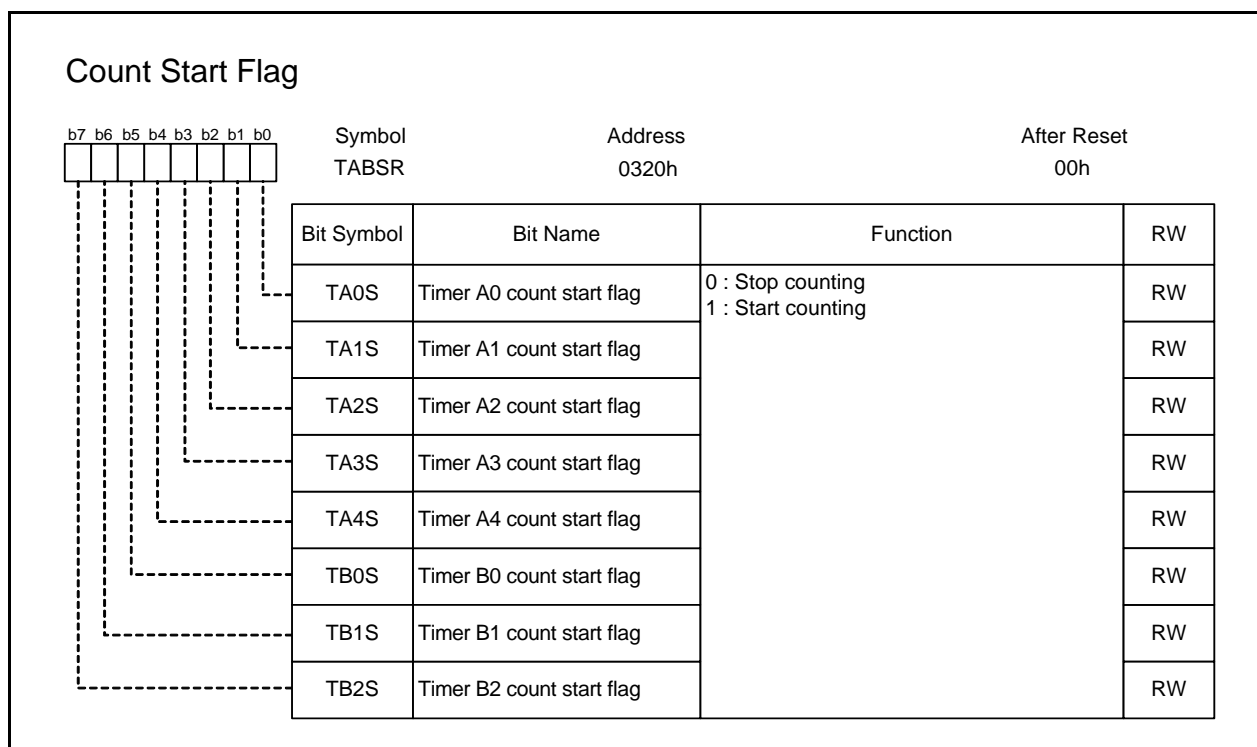 Count Start Flag
b7 b6 b5 b4 b3 b2 b1 b0
Symbol Address After Reset
TABSR 0320h 00h
Bit Symbol Bit Name Function RW
TA0S Timer A0 count start flag 0 : Stop counting RW
1 : Start counting
TA1S Timer A1 count start flag RW
TA2S Timer A2 count start flag RW
TA3S Timer A3 count start flag RW
TA4S Timer A4 count start flag RW
TB0S Timer B0 count start flag RW
TB1S Timer B1 count start flag RW
TB2S Timer B2 count start flag RW